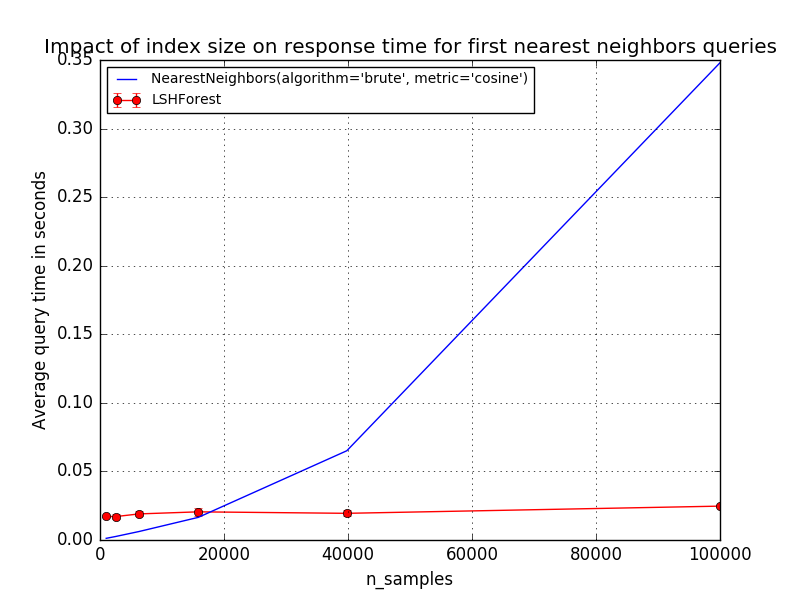 Impact of index size on response time for first nearest neighbors queries
NearestNeighbors(algorithm='brute', metric='cosine')
LSHForest
Average query time in seconds
0.35
0.30
0.25
0.20
0.15
0.10
0.05
0.00
0 20000 40000 60000 80000 100000
n_samples